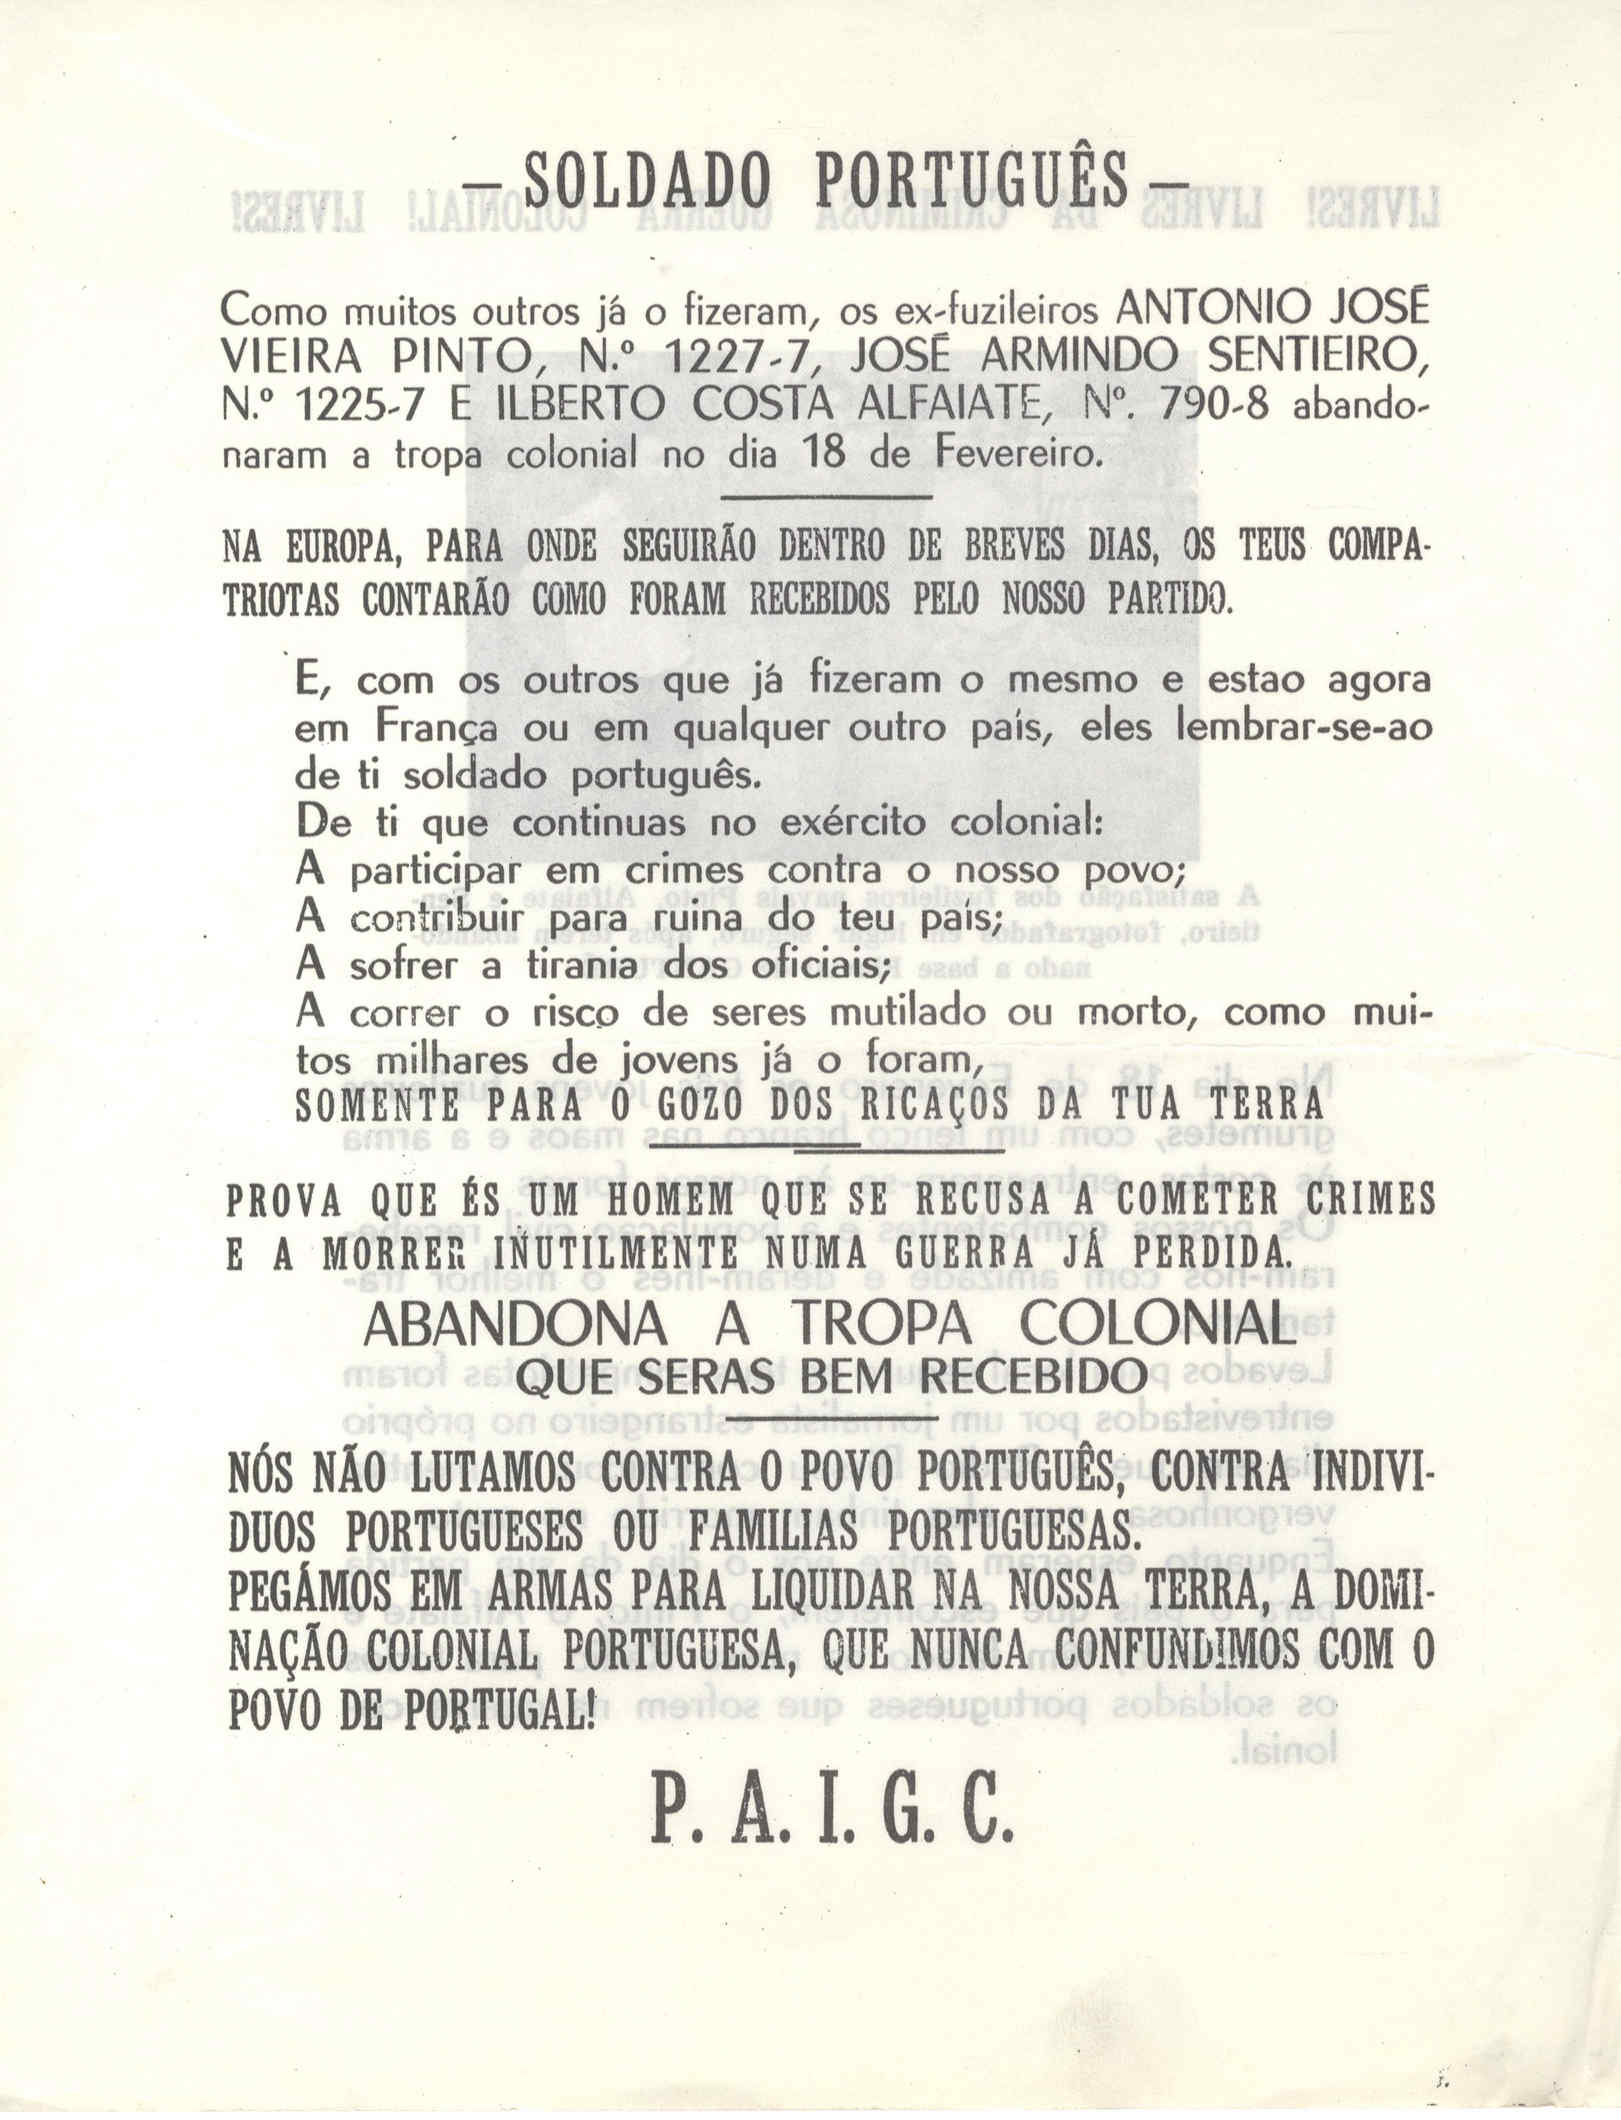 — SOLDADO PORTUGUÊS —
Como muitos outros já o fizeram, os ex-fuzileiros ANTONIO JOSÉ
VIEIRA PINTO, N.º 1227-7, JOSÉ ARMINDO SENTIEIRO,
N.º 1225-7 E ILBERTO COSTA ALFAIATE, Nº. 790-8 abando-
naram a tropa colonial no dia 18 de Fevereiro.
NA EUROPA, PARA ONDE SEGUIRÃO DENTRO DE BREVES DIAS, OS TEUS COMPA-
TRIOTAS CONTARÃO COMO FORAM RECEBIDOS PELO NOSSO PARTIDO.
E, com os outros que já fizeram o mesmo e estao agora
em França ou em qualquer outro país, eles lembrar-se-ao
de ti soldado português.
De ti que continuas no exército colonial:
A participar em crimes contra o nosso povo;
A contribuir para ruina do teu país;
A sofrer a tirania dos oficiais;
A correr o risco de seres mutilado ou morto, como mui-
tos milhares de jovens já o foram,
SOMENTE PARA O GOZO DOS RICAÇOS DA TUA TERRA
PROVA QUE ÉS UM HOMEM QUE SE RECUSA A COMETER CRIMES
E A MORRER INUTILMENTE NUMA GUERRA JÁ PERDIDA.
ABANDONA A TROPA COLONIAL
QUE SERAS BEM RECEBIDO
NÓS NÃO LUTAMOS CONTRA O POVO PORTUGUÊS, CONTRA INDIVI-
DUOS PORTUGUESES OU FAMILIAS PORTUGUESAS.
PEGÁMOS EM ARMAS PARA LIQUIDAR NA NOSSA TERRA, A DOMI-
NAÇÃO COLONIAL PORTUGUESA, QUE NUNCA CONFUNDIMOS COM O
POVO DE PORTUGAL!
P. A. I. G. C.